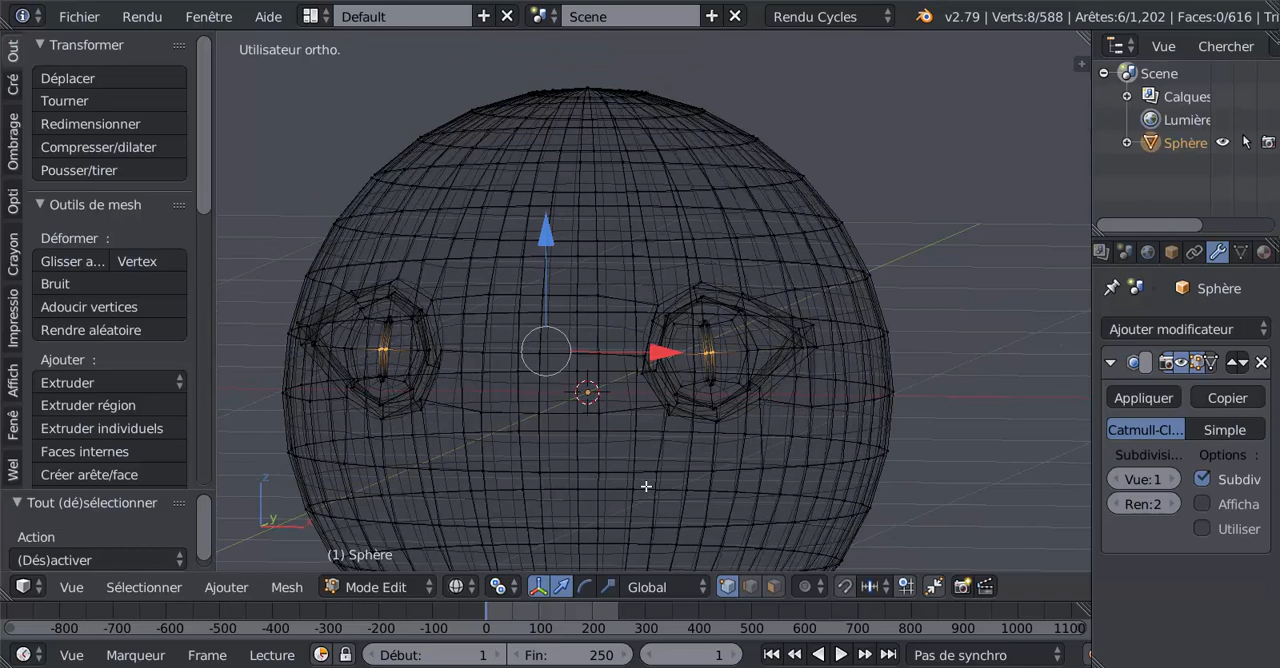 Fichier Rendu Fenêtre Aide Default Scene Rendu Cycles v2.79 | Verts:8/588 | Arêtes:6/1,202 | Faces:0/616 | Tri
Out
Cré
Ombrage
Opti
Crayon
Impressio
Affich
Fenê
Wel
Transformer
Déplacer
Tourner
Redimensionner
Compresser/dilater
Pousser/tirer
Outils de mesh
Déformer :
Glisser a... Vertex
Bruit
Adoucir vertices
Rendre aléatoire
Ajouter :
Extruder
Extruder région
Extruder individuels
Faces internes
Créer arête/face
Tout (dé)sélectionner
Action
(Dés)activer
Utilisateur ortho.
z
y
x
(1) Sphère
Vue Chercher
Scene
Calques
Lumière
Sphère
Sphère
Ajouter modificateur
Appliquer Copier
Catmull-Cl... Simple
Subdivisi... Options :
Vue:1 Subdiv
Ren:2 Afficha
Utiliser
Vue Sélectionner Ajouter Mesh Mode Edit Global
-800 -700 -600 -500 -400 -300 -200 -100 0 100 200 300 400 500 600 700 800 900 1000 1100
Vue Marqueur Frame Lecture Début: 1 Fin: 250 1 Pas de synchro